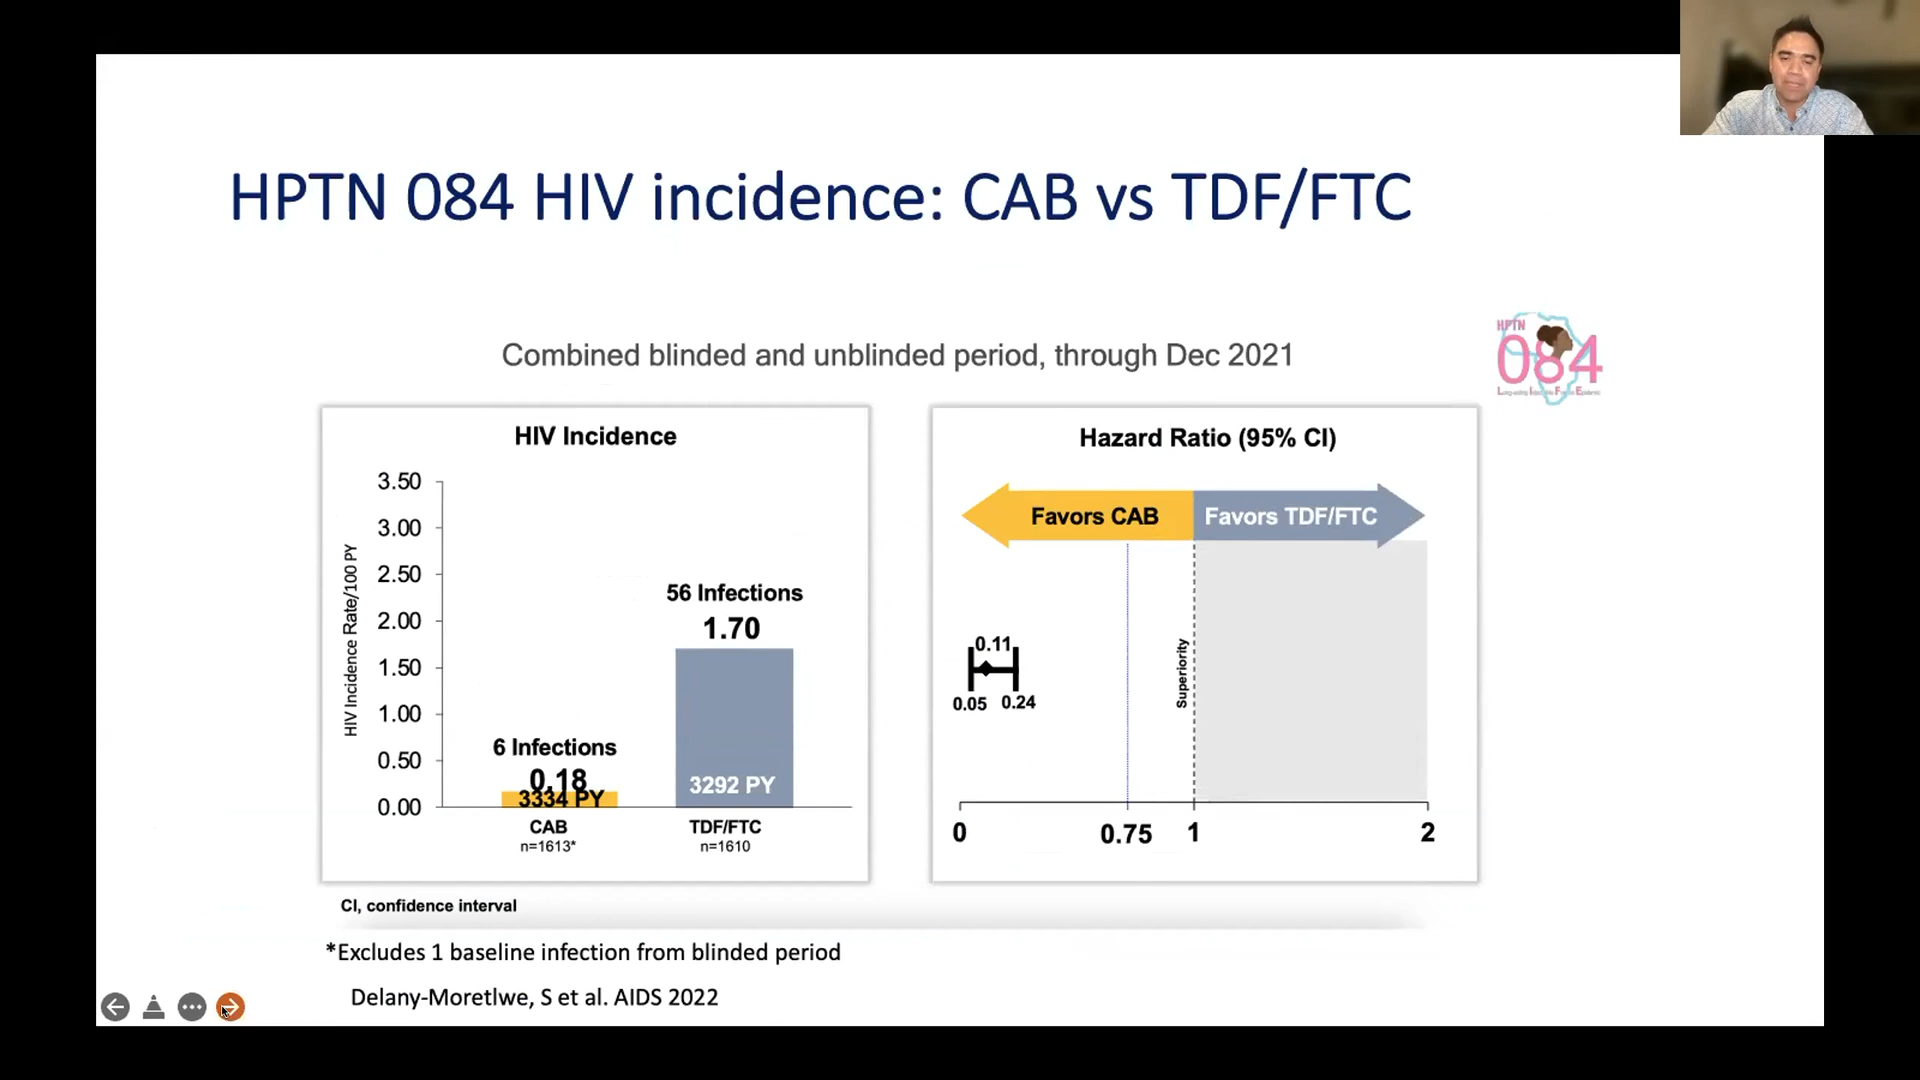 HPTN 084 HIV incidence: CAB vs TDF/FTC
Combined blinded and unblinded period, through Dec 2021
HPTN
084
HIV Incidence
HIV Incidence Rate/100 PY
3.50
3.00
2.50
2.00
1.50
1.00
0.50
0.00
6 Infections
0.18
3334 PY
56 Infections
1.70
3292 PY
CAB
n=1613*
TDF/FTC
n=1610
Hazard Ratio (95% CI)
Favors CAB
Favors TDF/FTC
Superiority
0.11
0.05 0.24
0 0.75 1 2
CI, confidence interval
*Excludes 1 baseline infection from blinded period
Delany-Moretlwe, S et al. AIDS 2022